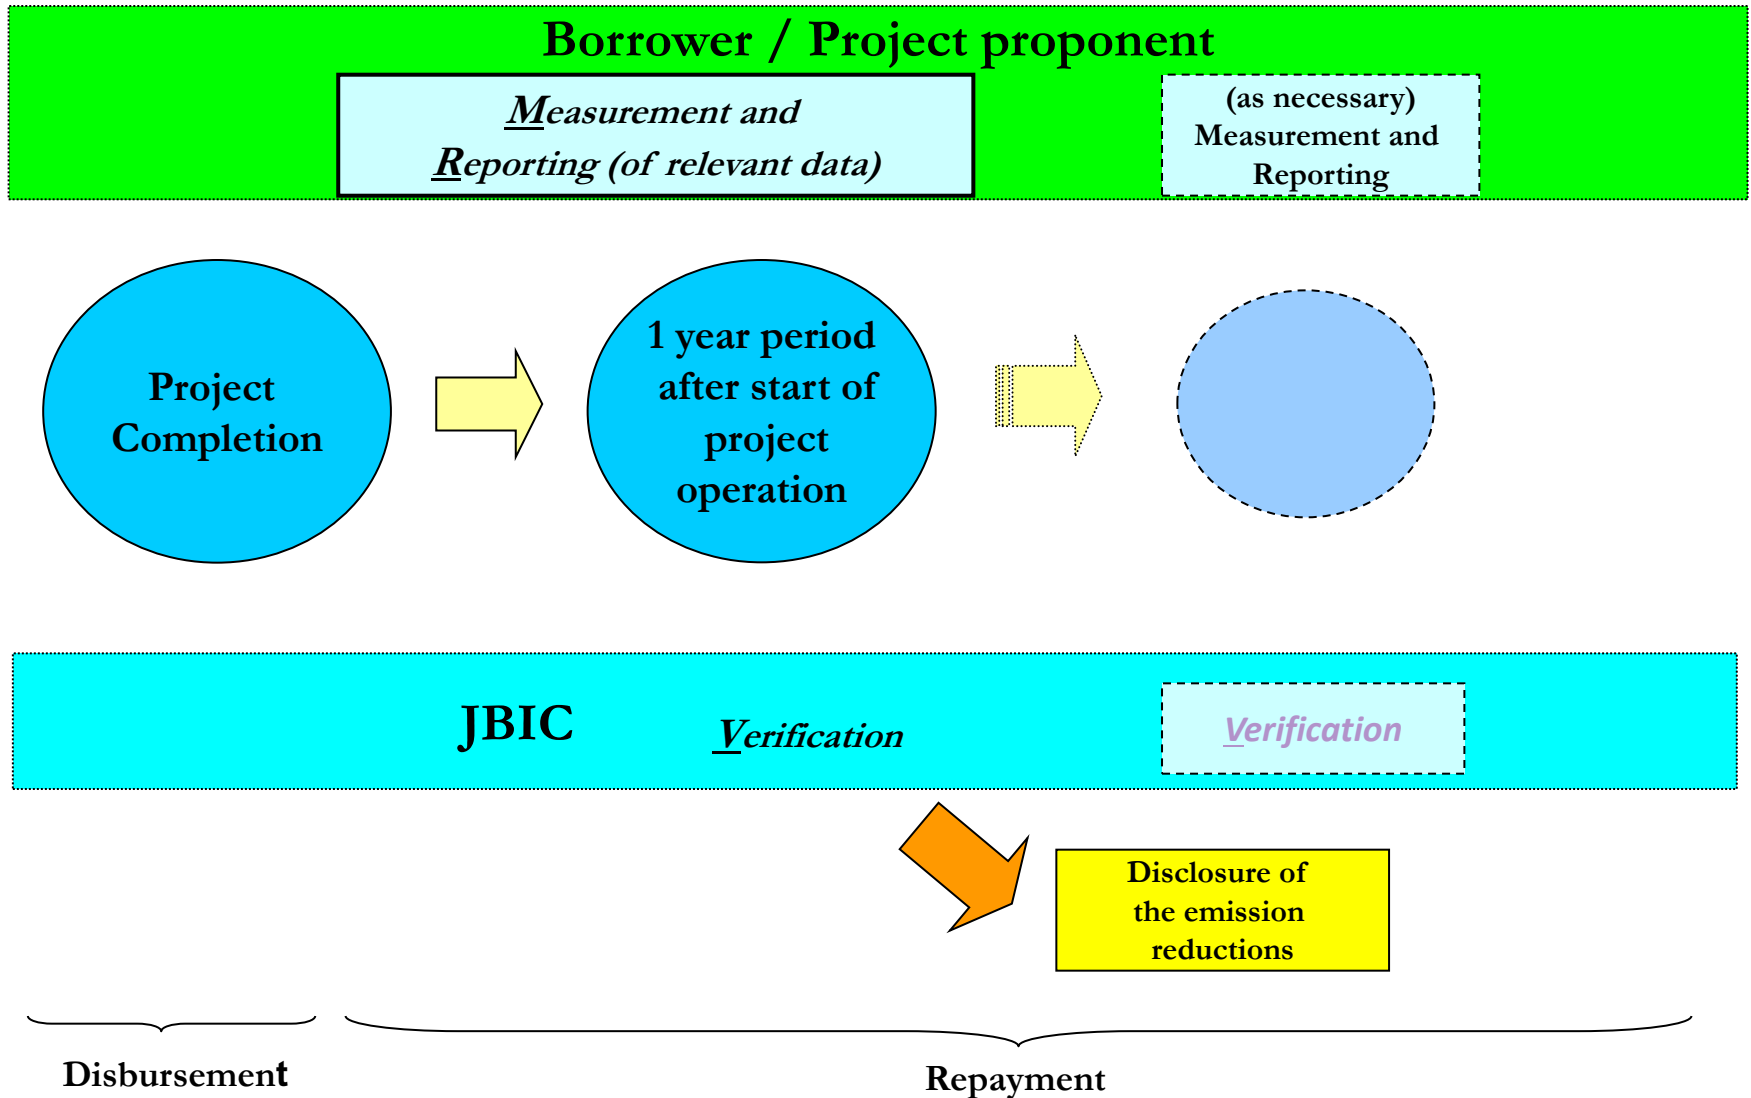 Borrower / Project proponent
Measurement and
Reporting (of relevant data)
(as necessary)
Measurement and
Reporting
Project
Completion
1 year period
after start of
project
operation
JBIC
Verification
Verification
Disclosure of
the emission
reductions
Disbursement
Repayment